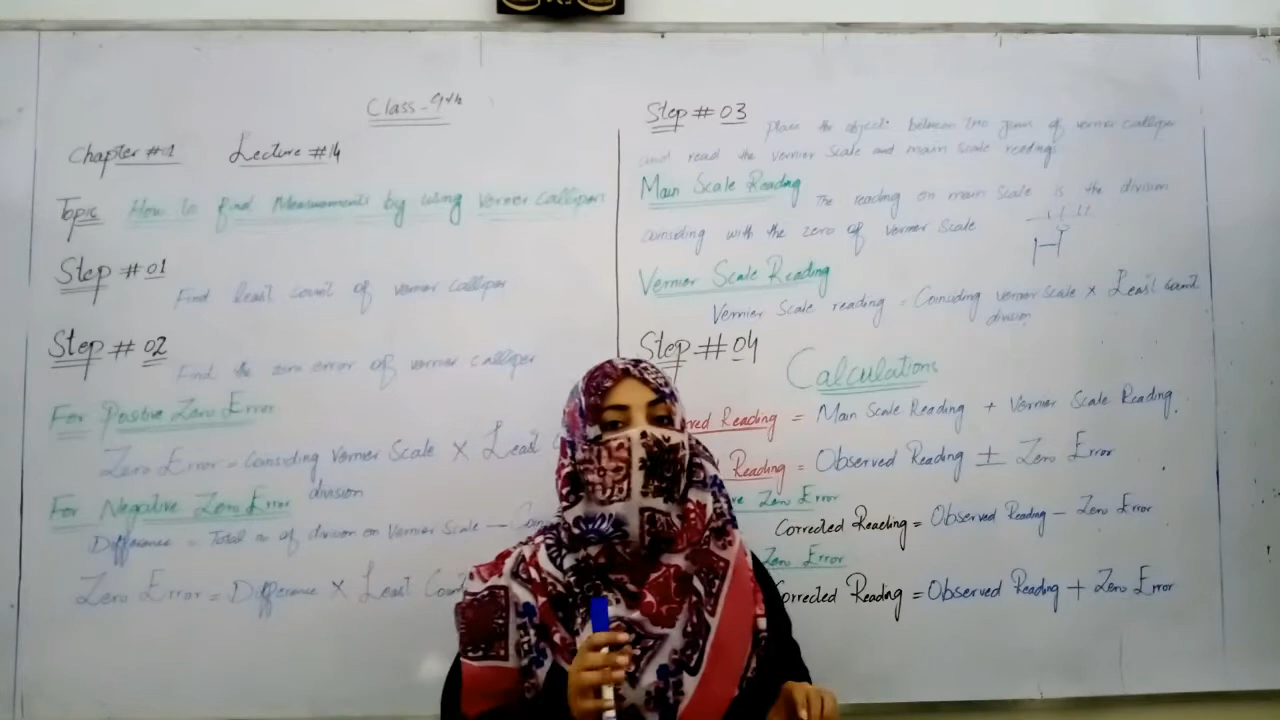 Class-9th
Chapter #1 Lecture #14
Topic How to find Measurments by using Vernier Callipers
Step # 01
Find least count of vernier calliper
Step # 02
Find the zero error of vernier calliper
For Positive Zero Error
Zero Error = Coinsiding Vernier Scale × Least
division
For Negative Zero Error
Difference = Total n of division on Vernier Scale —
Zero Error = Difference × Least Count
Step # 03
Place the object between two jaws of vernier calliper
and read the vernier scale and main scale reading
Main Scale Reading
The reading on main scale is the division
coinsiding with the zero of vernier scale
Vernier Scale Reading
Vernier Scale reading = Coinsiding vernier scale × Least Count
division
Step # 04
Calculations
Reading = Main Scale Reading + Vernier Scale Reading.
Reading = Observed Reading ± Zero Error
Zero Error
Corrected Reading = Observed Reading - Zero Error
Zero Error
Corrected Reading = Observed Reading + Zero Error